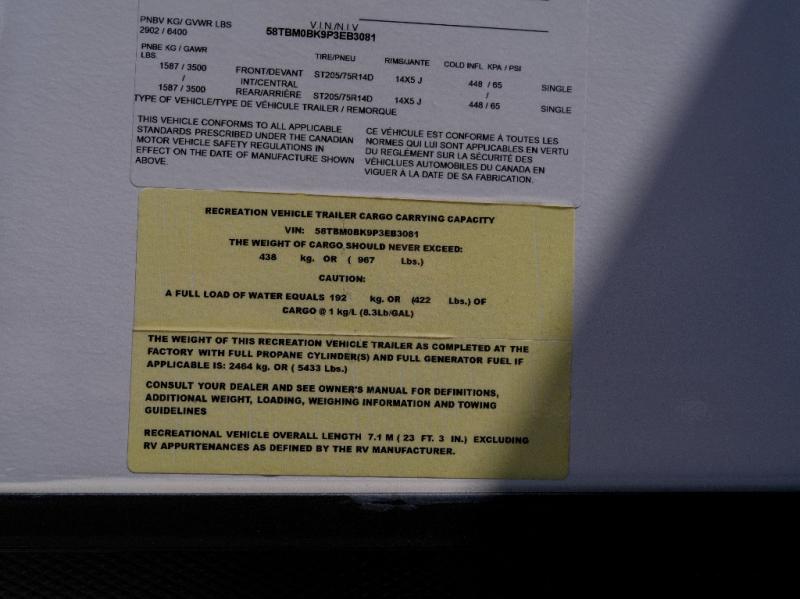 PNBV KG/ GVWR LBS
2902 / 6400
V.I.N./N.I.V
58TBM0BK9P3EB3081
PNBE KG / GAWR
LBS.
TIRE/PNEU
RIMS/JANTE
COLD INFL. KPA / PSI
1587 / 3500
FRONT/DEVANT
ST205/75R14D
14X5 J
448 / 65
SINGLE
/
INT/CENTRAL
/
1587 / 3500
REAR/ARRIÈRE
ST205/75R14D
14X5 J
448 / 65
SINGLE
TYPE OF VEHICLE/TYPE DE VÉHICULE TRAILER / REMORQUE
THIS VEHICLE CONFORMS TO ALL APPLICABLE
STANDARDS PRESCRIBED UNDER THE CANADIAN
MOTOR VEHICLE SAFETY REGULATIONS IN
EFFECT ON THE DATE OF MANUFACTURE SHOWN
ABOVE.
CE VÉHICULE EST CONFORME À TOUTES LES
NORMES QUI LUI SONT APPLICABLES EN VERTU
DU REGLEMENT SUR LA SÉCURITÉ DES
VÉHICLUES AUTOMOBILES DU CANADA EN
VIGUER À LA DATE DE SA FABRICATION.
RECREATION VEHICLE TRAILER CARGO CARRYING CAPACITY
VIN: 58TBM0BK9P3EB3081
THE WEIGHT OF CARGO SHOULD NEVER EXCEED:
438 kg. OR ( 967 Lbs.)
CAUTION:
A FULL LOAD OF WATER EQUALS 192 kg. OR (422 Lbs.) OF
CARGO @ 1 kg/L (8.3Lb/GAL)
THE WEIGHT OF THIS RECREATION VEHICLE TRAILER AS COMPLETED AT THE
FACTORY WITH FULL PROPANE CYLINDER(S) AND FULL GENERATOR FUEL IF
APPLICABLE IS: 2464 kg. OR ( 5433 Lbs.)
CONSULT YOUR DEALER AND SEE OWNER'S MANUAL FOR DEFINITIONS,
ADDITIONAL WEIGHT, LOADING, WEIGHING INFORMATION AND TOWING
GUIDELINES
RECREATIONAL VEHICLE OVERALL LENGTH 7.1 M ( 23 FT. 3 IN.) EXCLUDING
RV APPURTENANCES AS DEFINED BY THE RV MANUFACTURER.